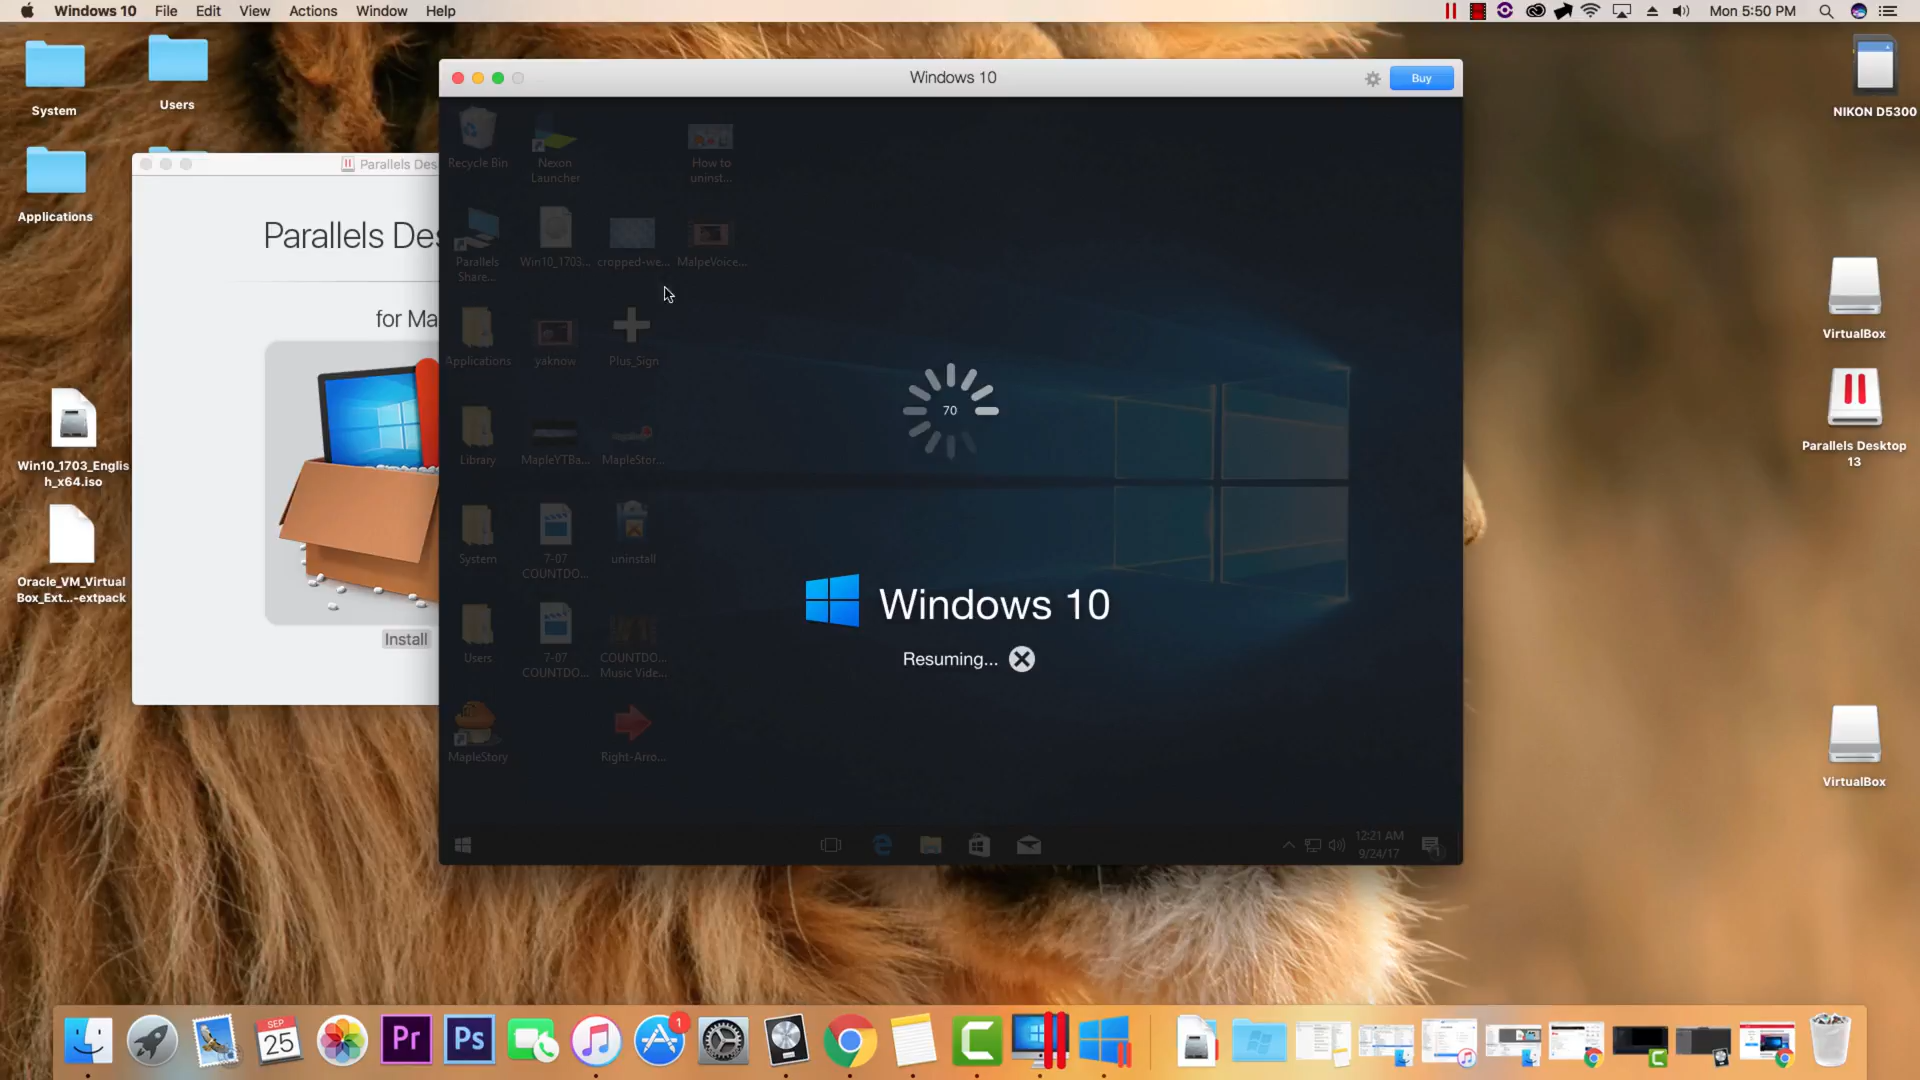 Windows 10 File Edit View Actions Window Help
Mon 5:50 PM
System
Users
Applications
Win10_1703_Englis
h_x64.iso
Oracle_VM_Virtual
Box_Ext...-extpack
Parallels Des
Parallels Des
for Ma
Install
Windows 10
Buy
Recycle Bin
Nexon
Launcher
How to
uninst...
Parallels
Share...
Win10_1703...
cropped-we...
MalpeVoice...
Applications
yaknow
Plus_Sign
Library
MapleYTBa...
MapleStor...
System
7-07
COUNTDO...
uninstall
Users
7-07
COUNTDO...
COUNTDO...
Music Vide...
MapleStory
Right-Arro...
70
Windows 10
Resuming...
12:21 AM
9/24/17
NIKON D5300
VirtualBox
Parallels Desktop
13
VirtualBox
SEP
25
Pr
Ps
1